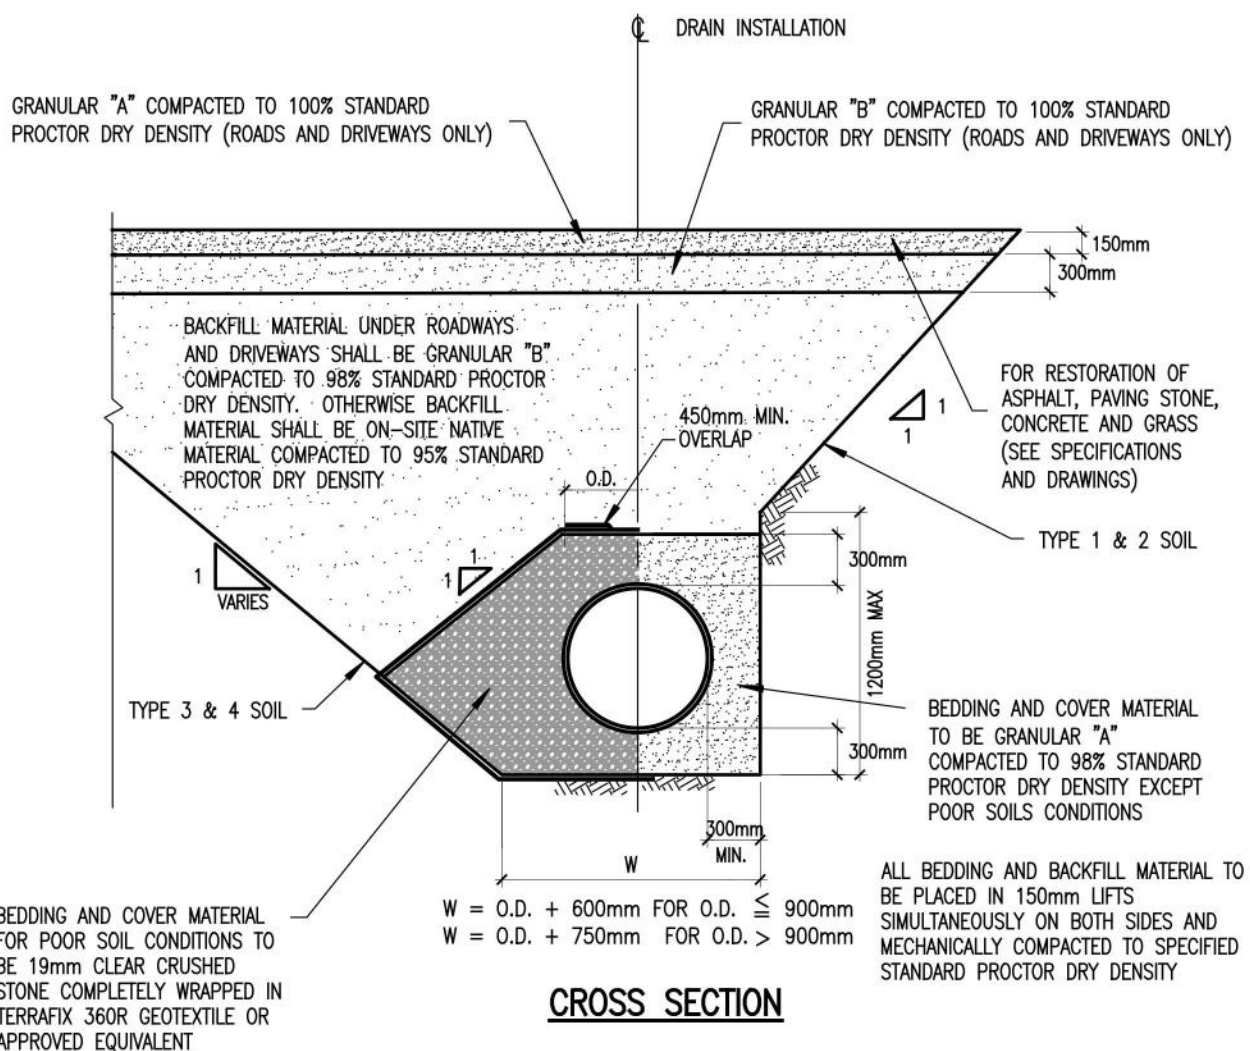 ℄ DRAIN INSTALLATION
GRANULAR "A" COMPACTED TO 100% STANDARD
PROCTOR DRY DENSITY (ROADS AND DRIVEWAYS ONLY)
GRANULAR "B" COMPACTED TO 100% STANDARD
PROCTOR DRY DENSITY (ROADS AND DRIVEWAYS ONLY)
150mm
300mm
BACKFILL MATERIAL UNDER ROADWAYS
AND DRIVEWAYS SHALL BE GRANULAR "B"
COMPACTED TO 98% STANDARD PROCTOR
DRY DENSITY. OTHERWISE BACKFILL
MATERIAL SHALL BE ON-SITE NATIVE
MATERIAL COMPACTED TO 95% STANDARD
PROCTOR DRY DENSITY
450mm MIN.
OVERLAP
O.D.
1
1
FOR RESTORATION OF
ASPHALT, PAVING STONE,
CONCRETE AND GRASS
(SEE SPECIFICATIONS
AND DRAWINGS)
TYPE 1 & 2 SOIL
1
VARIES
1
1
300mm
1200mm MAX
300mm
TYPE 3 & 4 SOIL
BEDDING AND COVER MATERIAL
TO BE GRANULAR "A"
COMPACTED TO 98% STANDARD
PROCTOR DRY DENSITY EXCEPT
POOR SOILS CONDITIONS
300mm
MIN.
W
W = O.D. + 600mm FOR O.D. ≦ 900mm
W = O.D. + 750mm FOR O.D. > 900mm
ALL BEDDING AND BACKFILL MATERIAL TO
BE PLACED IN 150mm LIFTS
SIMULTANEOUSLY ON BOTH SIDES AND
MECHANICALLY COMPACTED TO SPECIFIED
STANDARD PROCTOR DRY DENSITY
BEDDING AND COVER MATERIAL
FOR POOR SOIL CONDITIONS TO
BE 19mm CLEAR CRUSHED
STONE COMPLETELY WRAPPED IN
TERRAFIX 360R GEOTEXTILE OR
APPROVED EQUIVALENT
CROSS SECTION